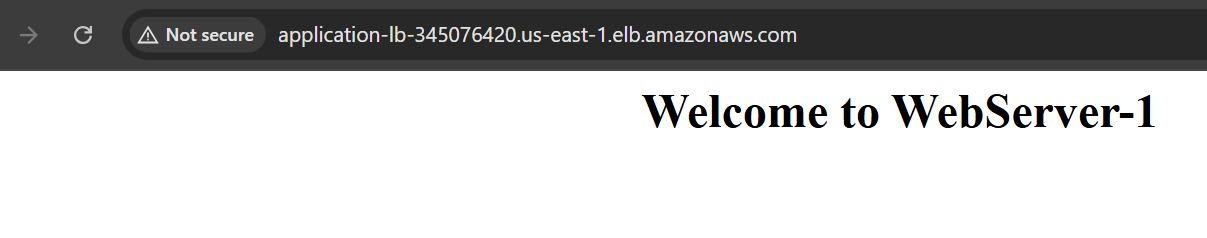 Not secure application-lb-345076420.us-east-1.elb.amazonaws.com
Welcome to WebServer-1